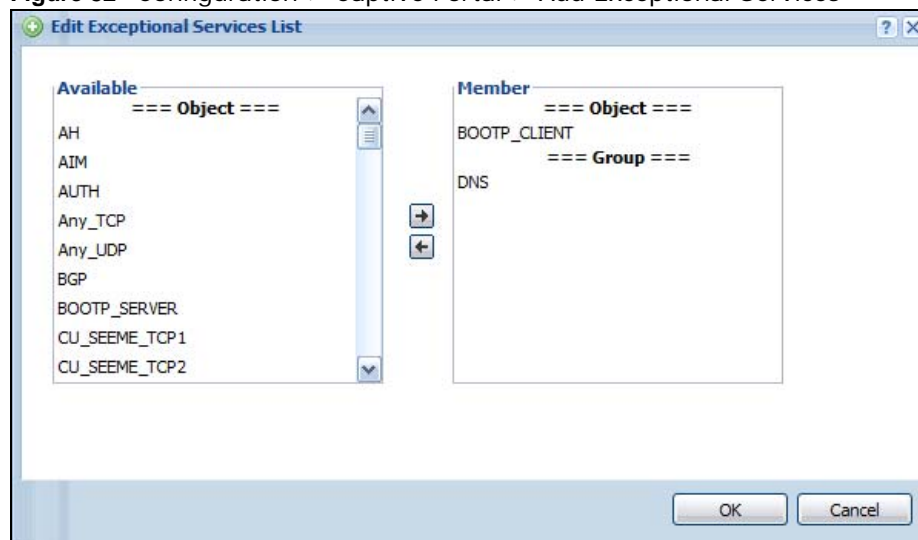 Edit Exceptional Services List
Available
=== Object ===
AH
AIM
AUTH
Any_TCP
Any_UDP
BGP
BOOTP_SERVER
CU_SEEME_TCP1
CU_SEEME_TCP2
Member
=== Object ===
BOOTP_CLIENT
=== Group ===
DNS
OK
Cancel